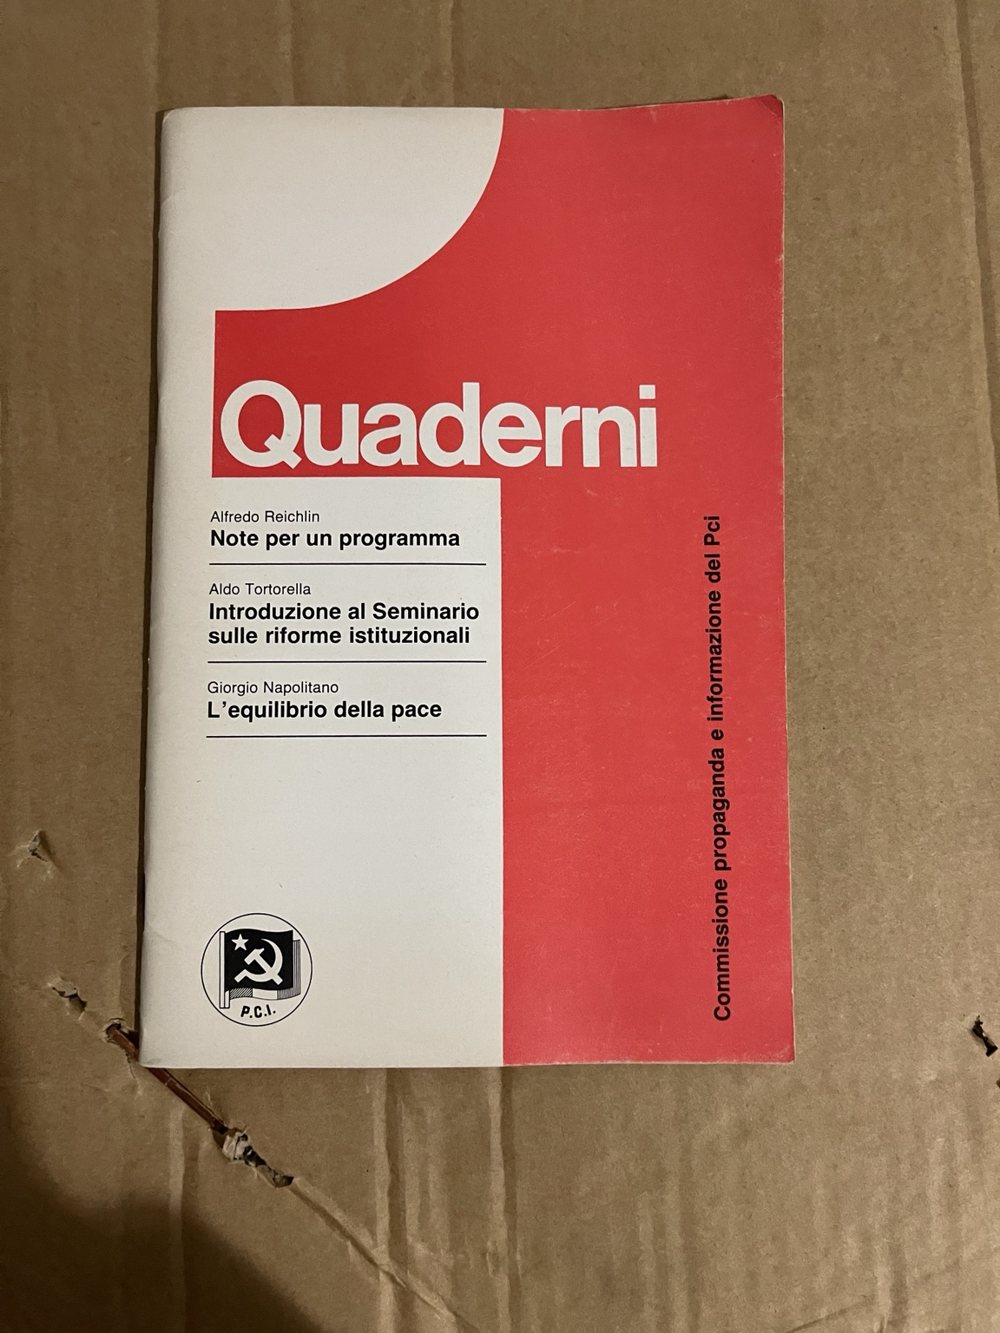 1
Quaderni
Alfredo Reichlin
Note per un programma
Aldo Tortorella
Introduzione al Seminario
sulle riforme istituzionali
Giorgio Napolitano
L'equilibrio della pace
P.C.I.
Commissione propaganda e informazione del Pci